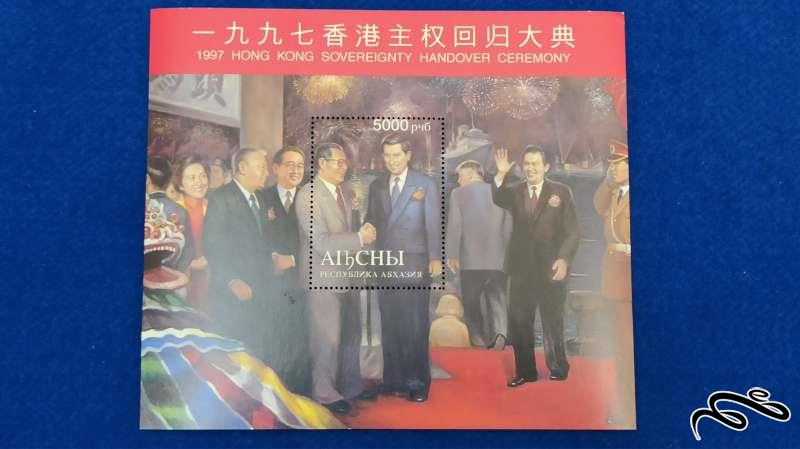 一九九七香港主权回归大典
1997 HONG KONG SOVEREIGNTY HANDOVER CEREMONY
5000 рчб
АҦСНЫ
РЕСПУБЛИКА АБХАЗИЯ